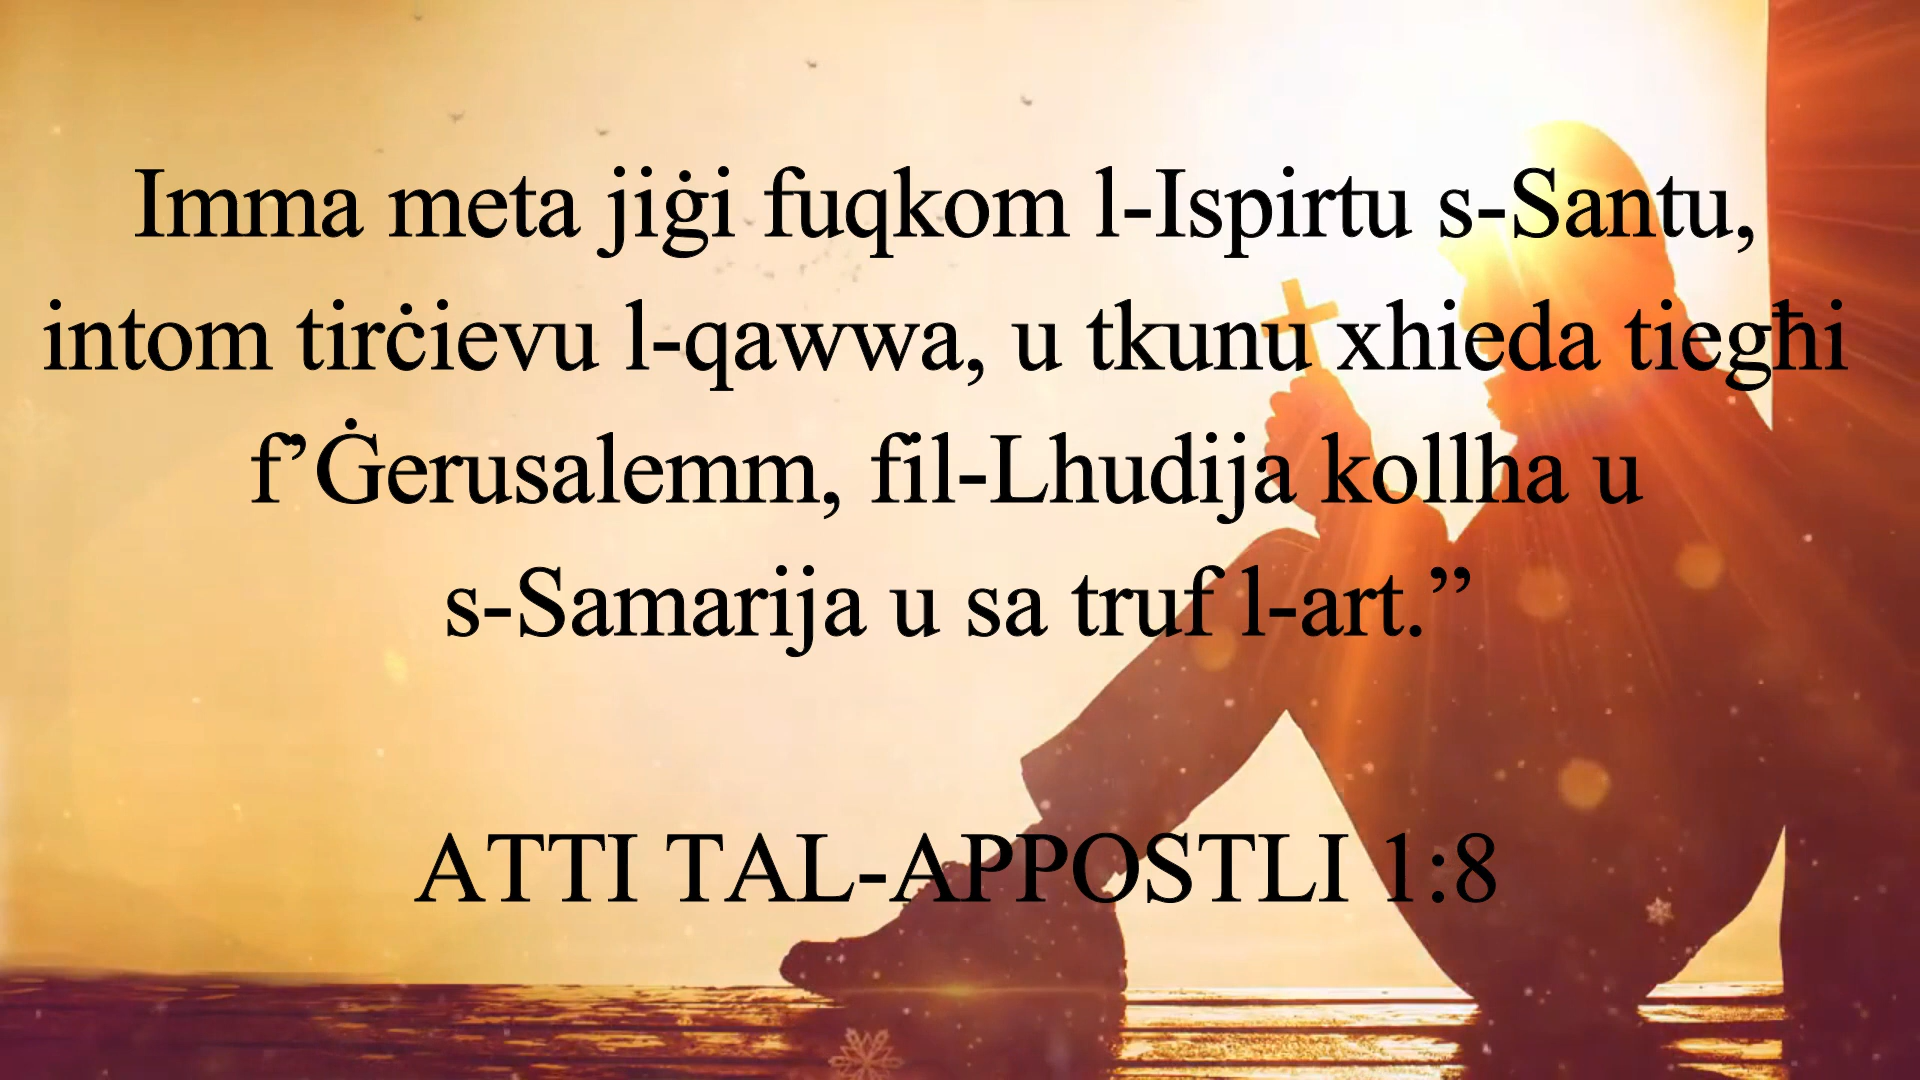 Imma meta jiġi fuqkom l-Ispirtu s-Santu,
intom tirċievu l-qawwa, u tkunu xhieda tiegħi
f’Ġerusalemm, fil-Lhudija kollha u
s-Samarija u sa truf l-art.”
ATTI TAL-APPOSTLI 1:8